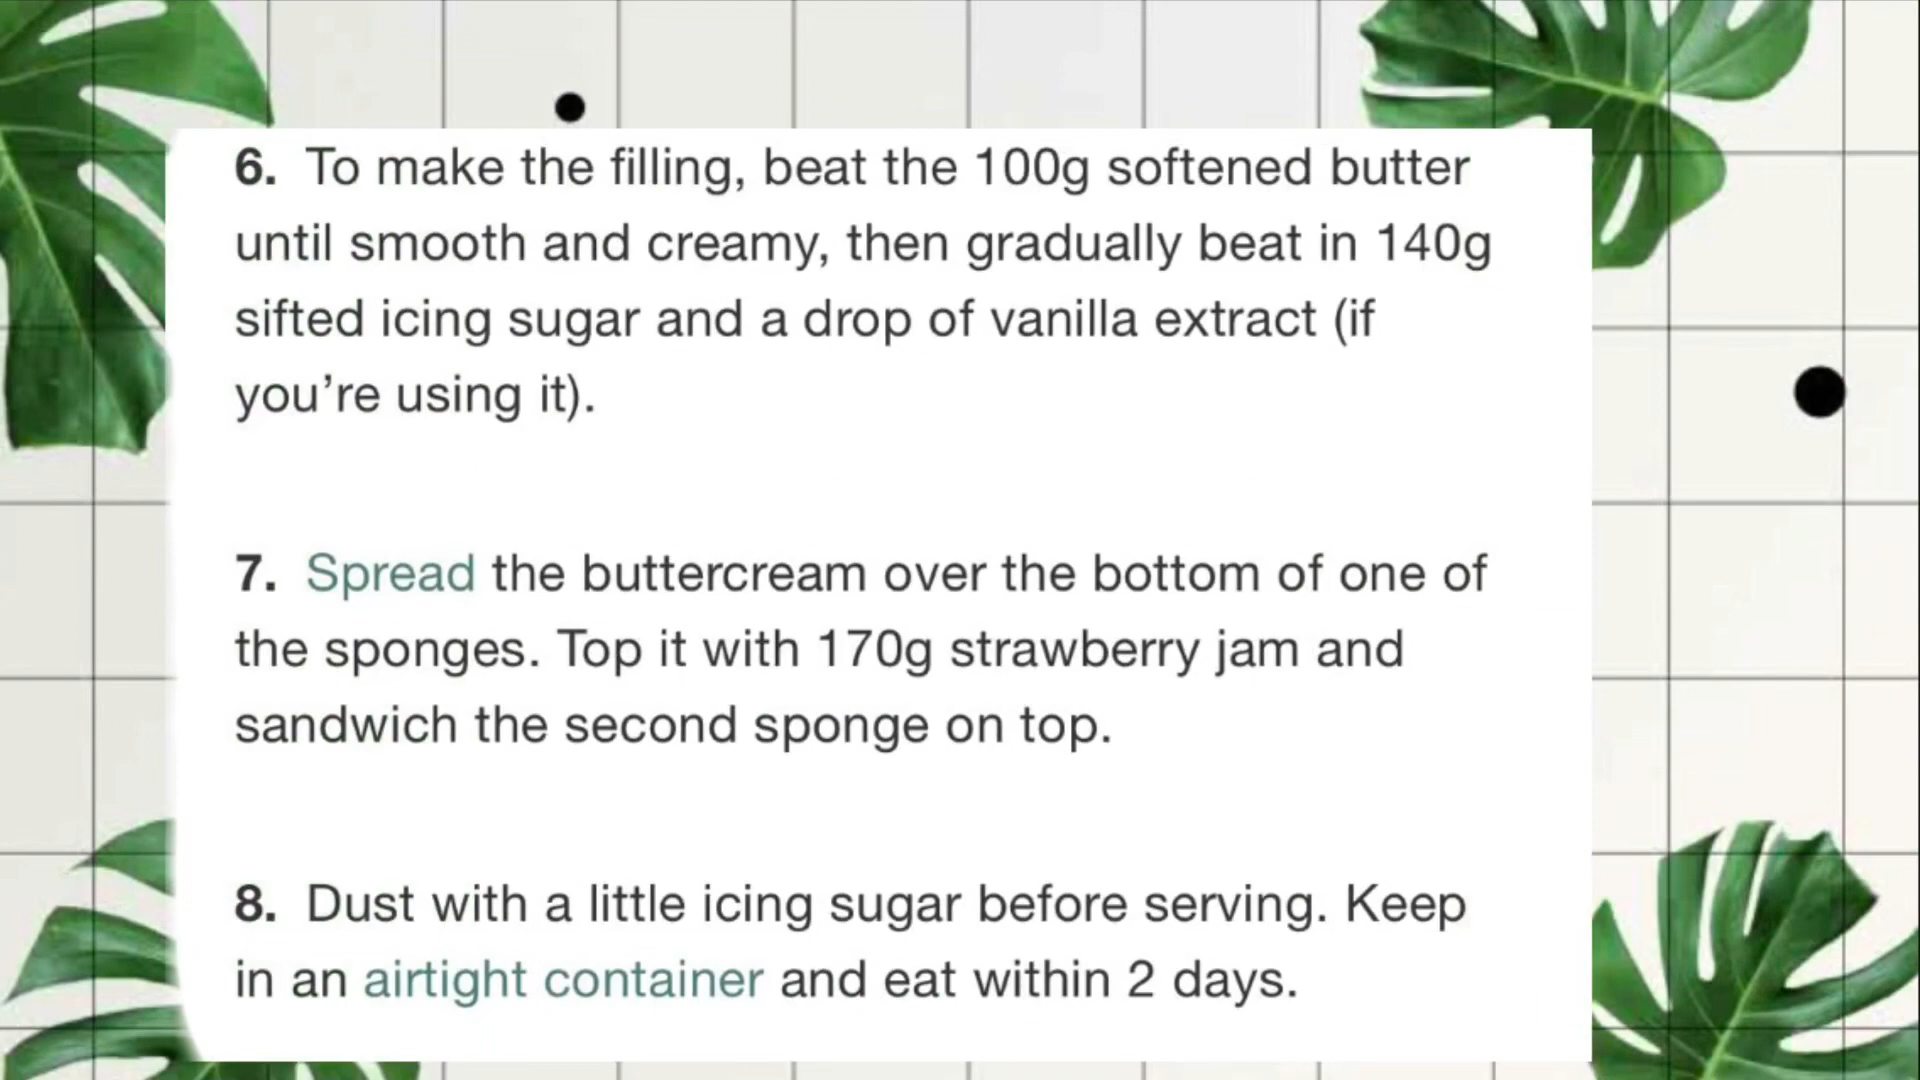 6. To make the filling, beat the 100g softened butter
until smooth and creamy, then gradually beat in 140g
sifted icing sugar and a drop of vanilla extract (if
you’re using it).
7. Spread the buttercream over the bottom of one of
the sponges. Top it with 170g strawberry jam and
sandwich the second sponge on top.
8. Dust with a little icing sugar before serving. Keep
in an airtight container and eat within 2 days.